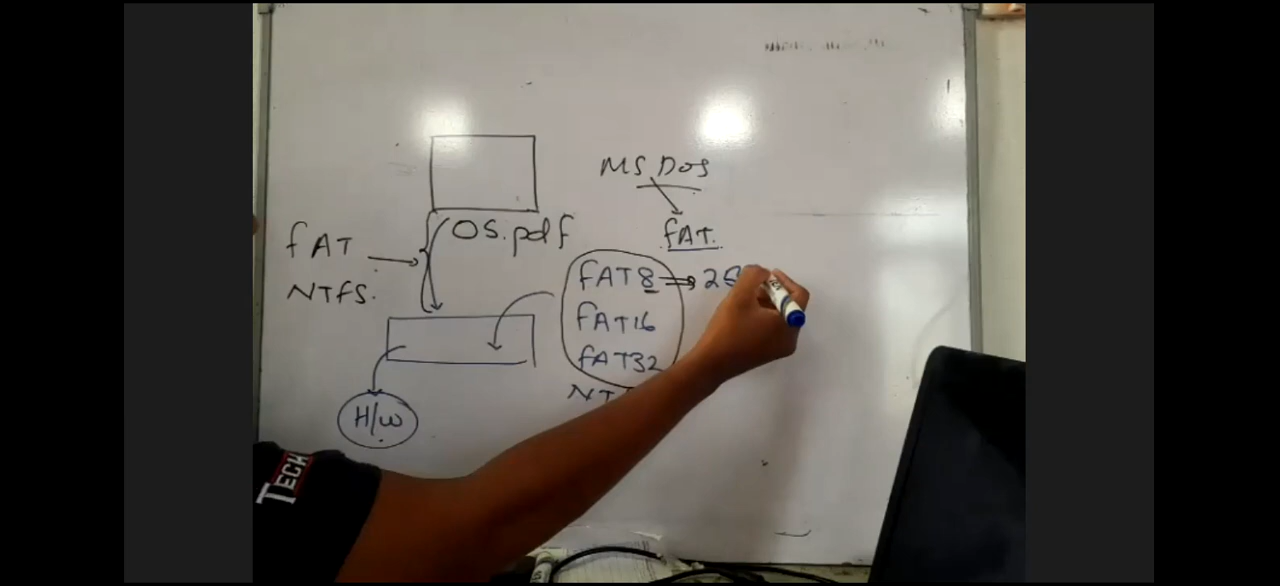 MS DOS
fAT.
OS.pdf
fAT
NTFS.
fAT8 ⇒
fAT16
fAT32
H/W
TECH